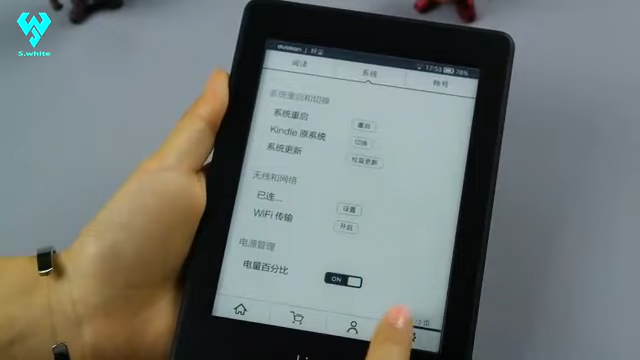 S.white
duokan | 多看
17:53 78%
阅读 系统 帐号
系统重启和切换
系统重启 重启
Kindle 原系统 切换
系统更新 检查更新
无线和网络
已连... 设置
WiFi 传输 开启
电源管理
电量百分比 ON